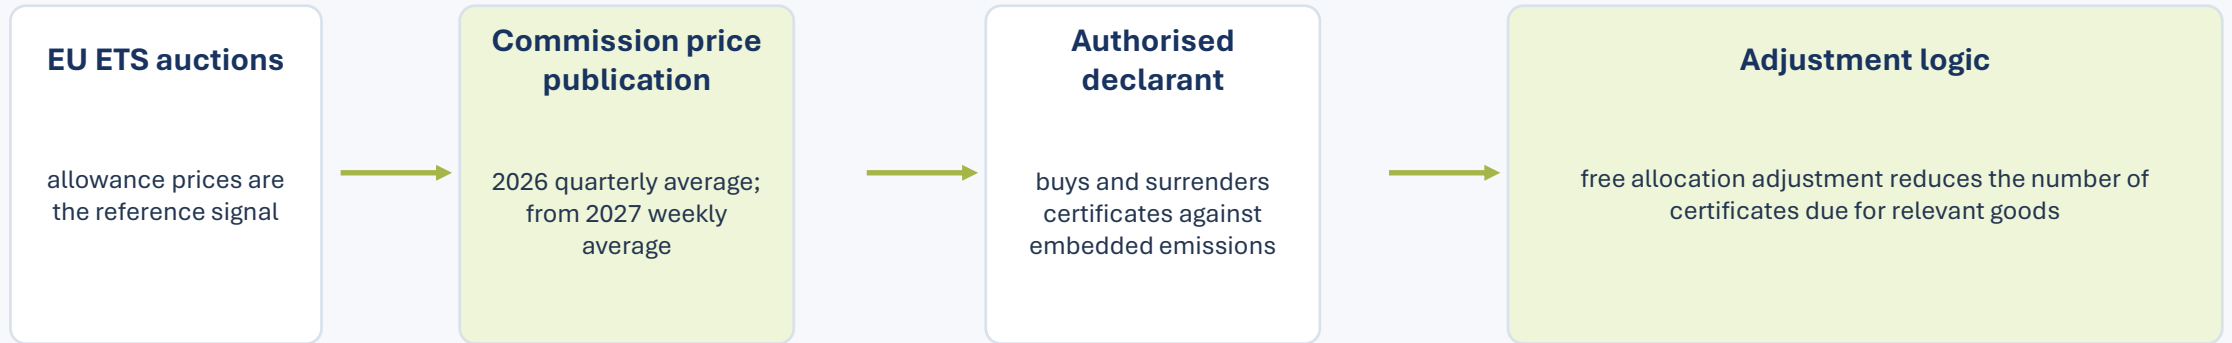 EU ETS auctions
allowance prices are
the reference signal
Commission price
publication
2026 quarterly average;
from 2027 weekly
average
Authorised
declarant
buys and surrenders
certificates against
embedded emissions
Adjustment logic
free allocation adjustment reduces the number of
certificates due for relevant goods